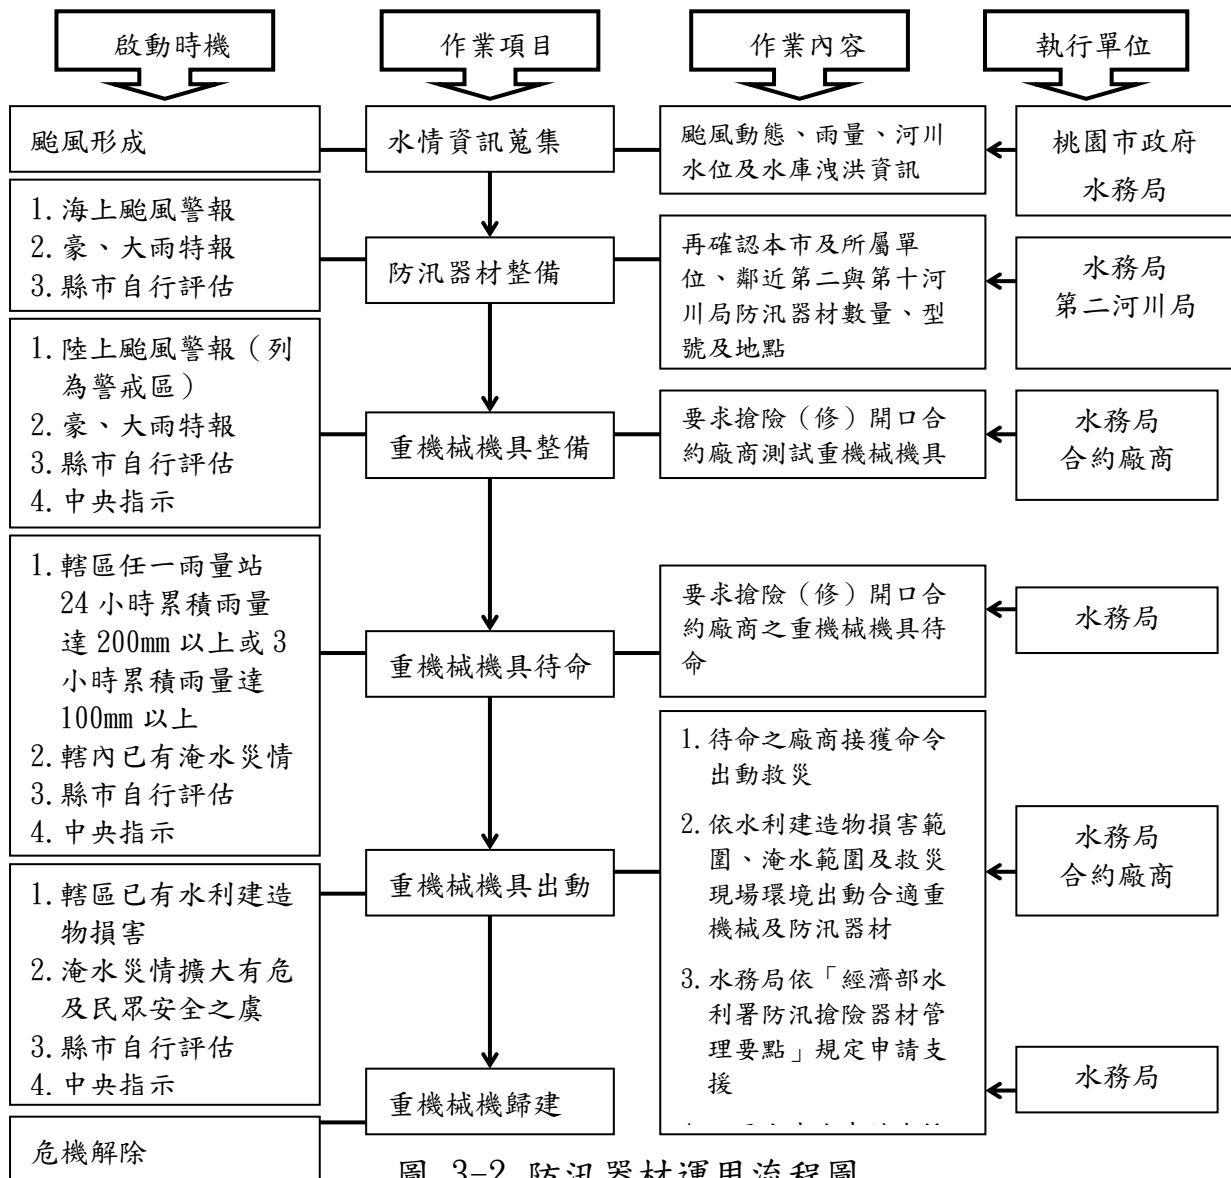 啟動時機
作業項目
作業內容
執行單位
颱風形成
水情資訊蒐集
颱風動態、雨量、河川
水位及水庫洩洪資訊
桃園市政府
水務局
1.海上颱風警報
2.豪、大雨特報
3.縣市自行評估
防汛器材整備
再確認本市及所屬單
位、鄰近第二與第十河
川局防汛器材數量、型
號及地點
水務局
第二河川局
1.陸上颱風警報（列
為警戒區）
2.豪、大雨特報
3.縣市自行評估
4.中央指示
重機械機具整備
要求搶險（修）開口合
約廠商測試重機械機具
水務局
合約廠商
1.轄區任一雨量站
24 小時累積雨量
達 200mm 以上或 3
小時累積雨量達
100mm 以上
2.轄內已有淹水災情
3.縣市自行評估
4.中央指示
重機械機具待命
要求搶險（修）開口合
約廠商之重機械機具待
命
水務局
1.轄區已有水利建造
物損害
2.淹水災情擴大有危
及民眾安全之虞
3.縣市自行評估
4.中央指示
重機械機具出動
1.待命之廠商接獲命令
出動救災
2.依水利建造物損害範
圍、淹水範圍及救災
現場環境出動合適重
機械及防汛器材
3.水務局依「經濟部水
利署防汛搶險器材管
理要點」規定申請支
援
水務局
合約廠商
水務局
危機解除
重機械機歸建
圖 3-2 防汛器材運用流程圖